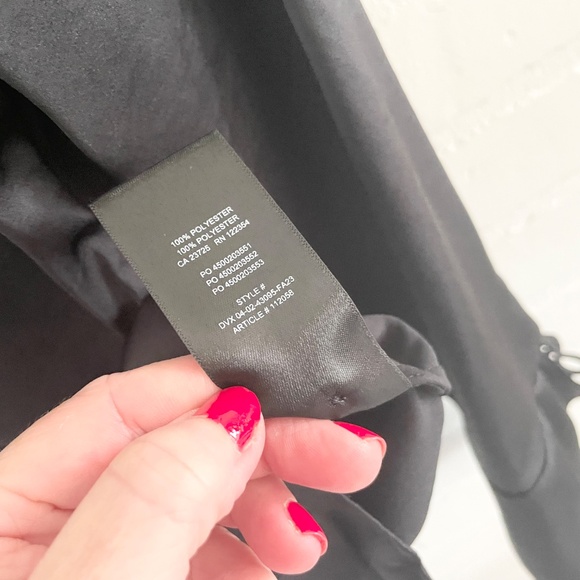 100% POLYESTER
100% POLYESTER
CA 23725 RN 122354
PO 4500203551
PO 4500203552
PO 4500203553
STYLE #
DVX 04-02-43095-FA23
ARTICLE # 112058